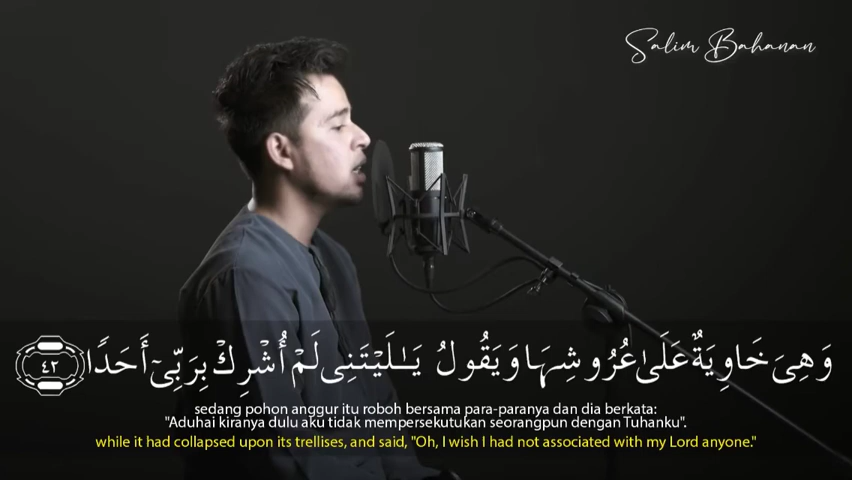 Salim Bahanan
وَهِىَ خَاوِيَةٌ عَلَىٰ عُرُوشِهَا وَيَقُولُ يَـٰلَيْتَنِى لَمْ أُشْرِكْ بِرَبِّىٓ أَحَدًا ٤٢
sedang pohon anggur itu roboh bersama para-paranya dan dia berkata:
"Aduhai kiranya dulu aku tidak mempersekutukan seorangpun dengan Tuhanku".
while it had collapsed upon its trellises, and said, "Oh, I wish I had not associated with my Lord anyone."